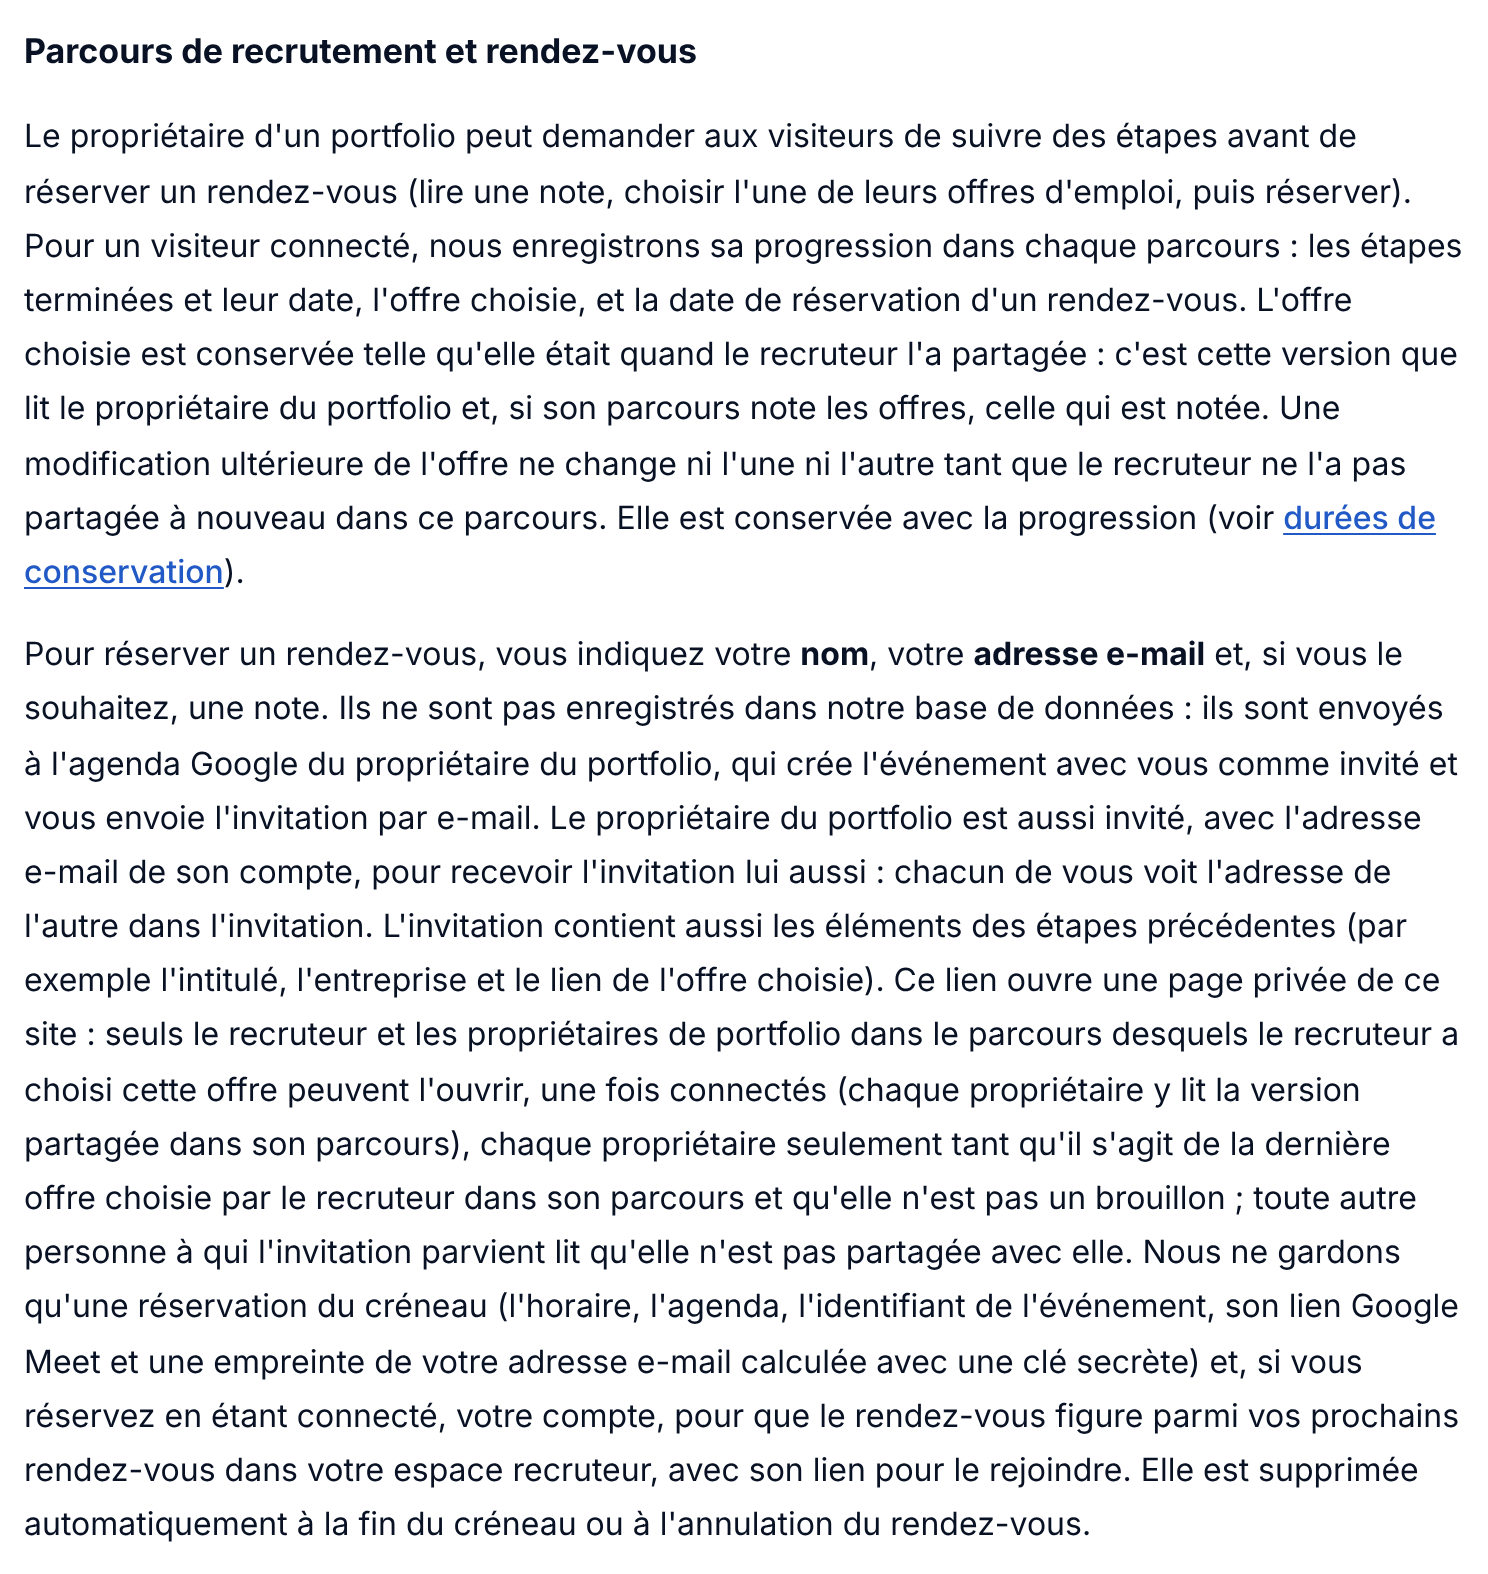 Parcours de recrutement et rendez-vous
Le propriétaire d'un portfolio peut demander aux visiteurs de suivre des étapes avant de
réserver un rendez-vous (lire une note, choisir l'une de leurs offres d'emploi, puis réserver).
Pour un visiteur connecté, nous enregistrons sa progression dans chaque parcours : les étapes
terminées et leur date, l'offre choisie, et la date de réservation d'un rendez-vous. L'offre
choisie est conservée telle qu'elle était quand le recruteur l'a partagée : c'est cette version que
lit le propriétaire du portfolio et, si son parcours note les offres, celle qui est notée. Une
modification ultérieure de l'offre ne change ni l'une ni l'autre tant que le recruteur ne l'a pas
partagée à nouveau dans ce parcours. Elle est conservée avec la progression (voir durées de
conservation).
Pour réserver un rendez-vous, vous indiquez votre nom, votre adresse e-mail et, si vous le
souhaitez, une note. Ils ne sont pas enregistrés dans notre base de données : ils sont envoyés
à l'agenda Google du propriétaire du portfolio, qui crée l'événement avec vous comme invité et
vous envoie l'invitation par e-mail. Le propriétaire du portfolio est aussi invité, avec l'adresse
e-mail de son compte, pour recevoir l'invitation lui aussi : chacun de vous voit l'adresse de
l'autre dans l'invitation. L'invitation contient aussi les éléments des étapes précédentes (par
exemple l'intitulé, l'entreprise et le lien de l'offre choisie). Ce lien ouvre une page privée de ce
site : seuls le recruteur et les propriétaires de portfolio dans le parcours desquels le recruteur a
choisi cette offre peuvent l'ouvrir, une fois connectés (chaque propriétaire y lit la version
partagée dans son parcours), chaque propriétaire seulement tant qu'il s'agit de la dernière
offre choisie par le recruteur dans son parcours et qu'elle n'est pas un brouillon ; toute autre
personne à qui l'invitation parvient lit qu'elle n'est pas partagée avec elle. Nous ne gardons
qu'une réservation du créneau (l'horaire, l'agenda, l'identifiant de l'événement, son lien Google
Meet et une empreinte de votre adresse e-mail calculée avec une clé secrète) et, si vous
réservez en étant connecté, votre compte, pour que le rendez-vous figure parmi vos prochains
rendez-vous dans votre espace recruteur, avec son lien pour le rejoindre. Elle est supprimée
automatiquement à la fin du créneau ou à l'annulation du rendez-vous.